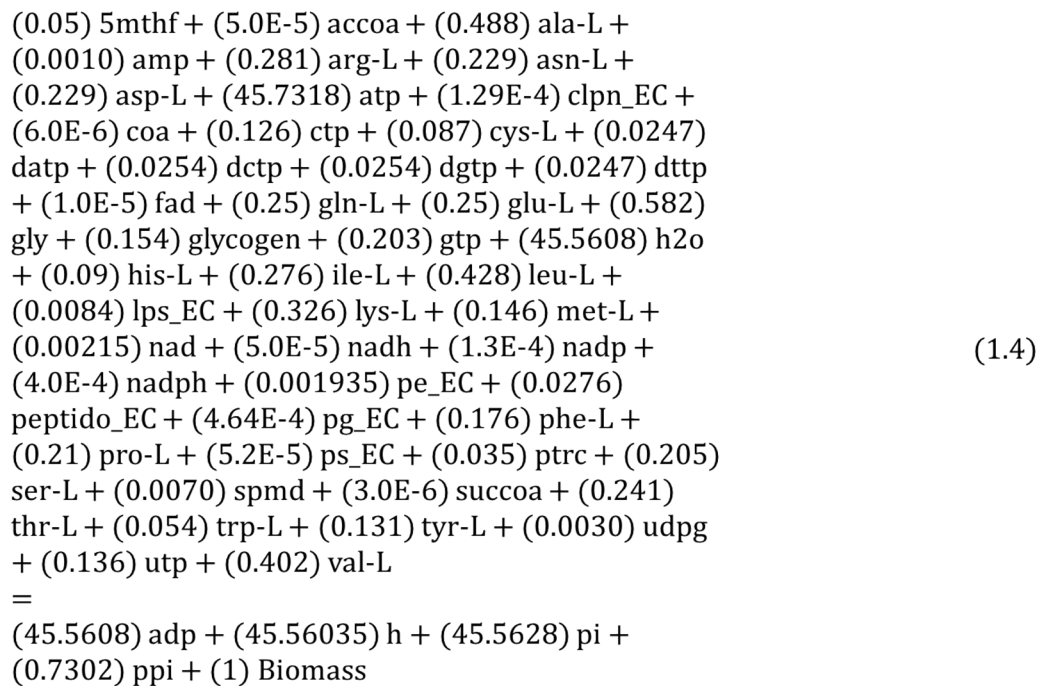 (0.05) 5mthf + (5.0E-5) accoa + (0.488) ala-L +
(0.0010) amp + (0.281) arg-L + (0.229) asn-L +
(0.229) asp-L + (45.7318) atp + (1.29E-4) clpn_EC +
(6.0E-6) coa + (0.126) ctp + (0.087) cys-L + (0.0247)
datp + (0.0254) dctp + (0.0254) dgtp + (0.0247) dttp
+ (1.0E-5) fad + (0.25) gln-L + (0.25) glu-L + (0.582)
gly + (0.154) glycogen + (0.203) gtp + (45.5608) h2o
+ (0.09) his-L + (0.276) ile-L + (0.428) leu-L +
(0.0084) lps_EC + (0.326) lys-L + (0.146) met-L +
(0.00215) nad + (5.0E-5) nadh + (1.3E-4) nadp +
(1.4)
(4.0E-4) nadph + (0.001935) pe_EC + (0.0276)
peptido_EC + (4.64E-4) pg_EC + (0.176) phe-L +
(0.21) pro-L + (5.2E-5) ps_EC + (0.035) ptrc + (0.205)
ser-L + (0.0070) spmd + (3.0E-6) succoa + (0.241)
thr-L + (0.054) trp-L + (0.131) tyr-L + (0.0030) udpg
+ (0.136) utp + (0.402) val-L
=
(45.5608) adp + (45.56035) h + (45.5628) pi +
(0.7302) ppi + (1) Biomass